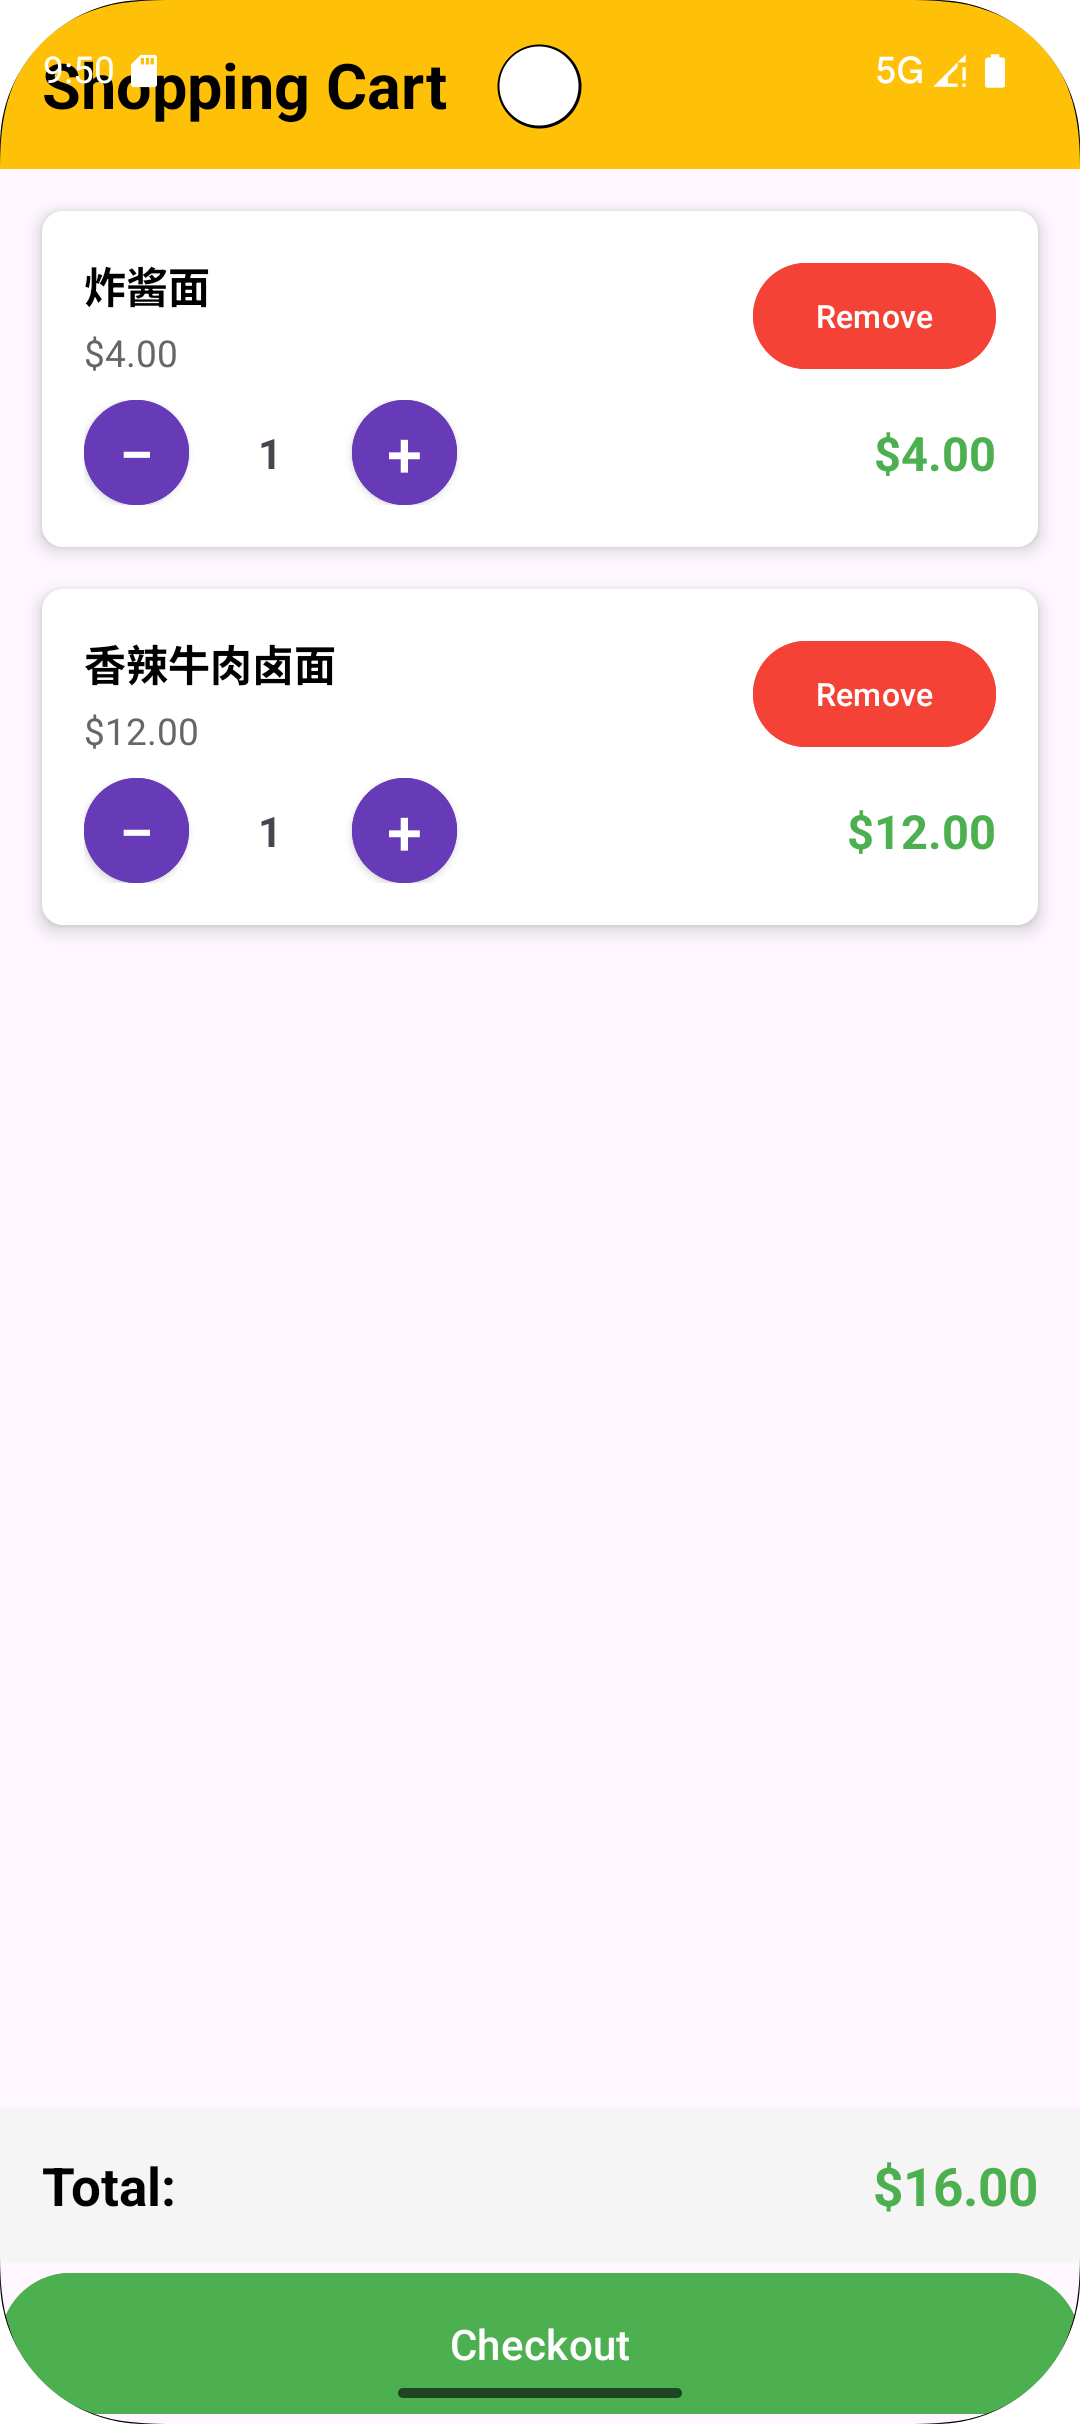 9:50
5G
Shopping Cart
炸酱面
$4.00
Remove
−
1
+
$4.00
香辣牛肉卤面
$12.00
Remove
−
1
+
$12.00
Total:
$16.00
Checkout